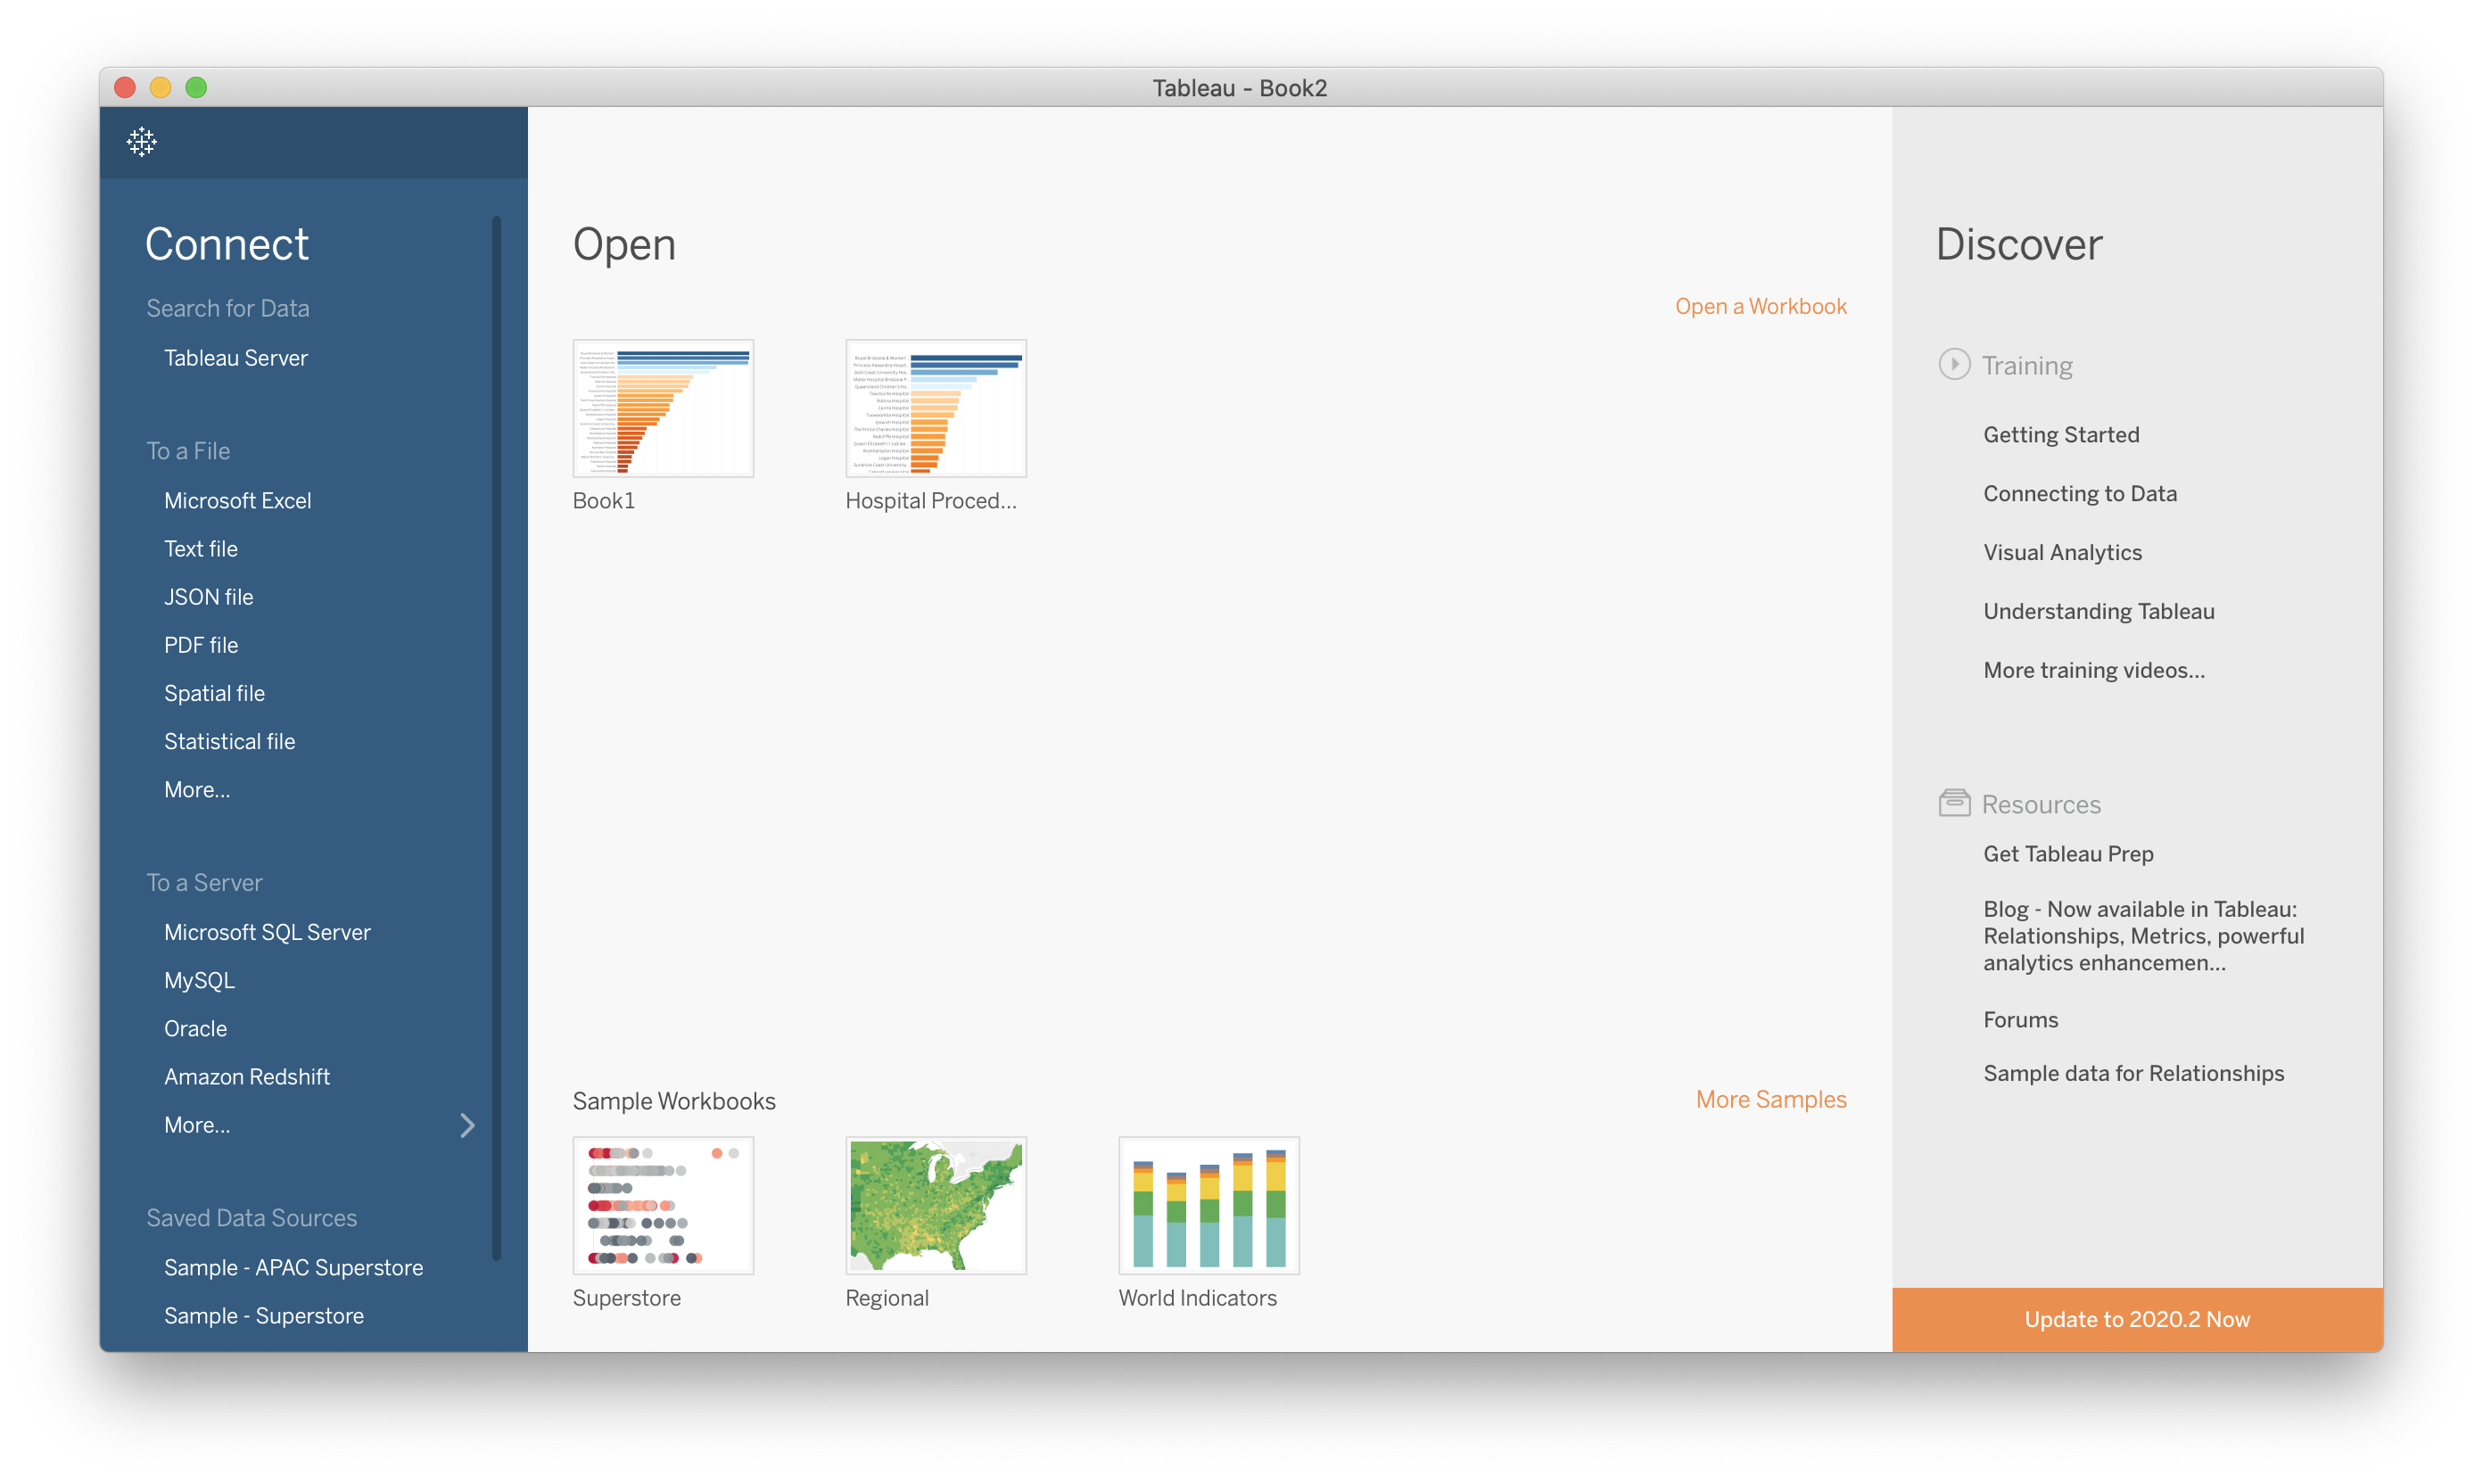 Tableau - Book2
Connect
Search for Data
Tableau Server
To a File
Microsoft Excel
Text file
JSON file
PDF file
Spatial file
Statistical file
More...
To a Server
Microsoft SQL Server
MySQL
Oracle
Amazon Redshift
More...
Saved Data Sources
Sample - APAC Superstore
Sample - Superstore
Open
Open a Workbook
Book1
Hospital Proced...
Sample Workbooks
More Samples
Superstore
Regional
World Indicators
Discover
Training
Getting Started
Connecting to Data
Visual Analytics
Understanding Tableau
More training videos...
Resources
Get Tableau Prep
Blog - Now available in Tableau:
Relationships, Metrics, powerful
analytics enhancemen...
Forums
Sample data for Relationships
Update to 2020.2 Now